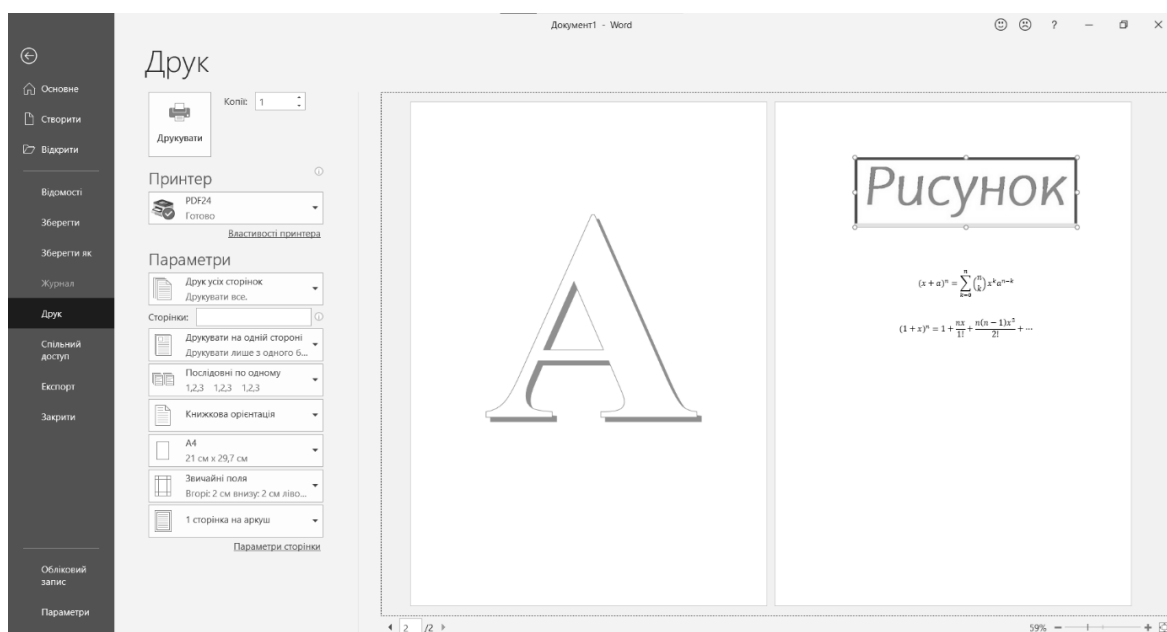 Документ1 - Word
?
Друк
Основне
Створити
Відкрити
Відомості
Зберегти
Зберегти як
Журнал
Друк
Спільний
доступ
Експорт
Закрити
Обліковий
запис
Параметри
Копії: 1
Друкувати
Принтер
PDF24
Готово
Властивості принтера
Параметри
Друк усіх сторінок
Друкувати все.
Сторінки:
Друкувати на одній стороні
Друкувати лише з одного б...
Послідовні по одному
1,2,3 1,2,3 1,2,3
Книжкова орієнтація
A4
21 см x 29,7 см
Звичайні поля
Вгорі: 2 см внизу: 2 см ліво...
1 сторінка на аркуш
Параметри сторінки
A
Рисунок
(x + a)ⁿ = ∑ₖ₌₀ⁿ (n k) xᵏaⁿ⁻ᵏ
(1 + x)ⁿ = 1 + nx/1! + n(n − 1)x²/2! + ⋯
2 /2
59%